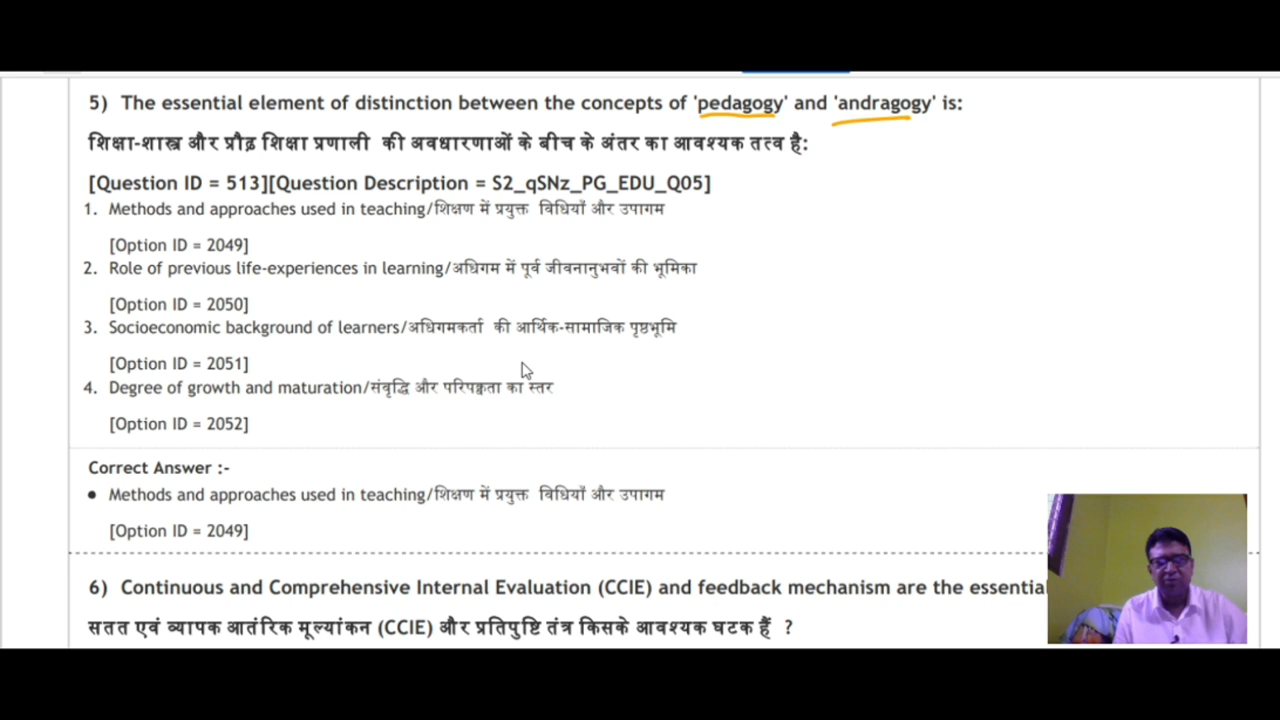 5) The essential element of distinction between the concepts of 'pedagogy' and 'andragogy' is:
शिक्षा-शास्त्र और प्रौढ़ शिक्षा प्रणाली की अवधारणाओं के बीच के अंतर का आवश्यक तत्व है:
[Question ID = 513][Question Description = S2_qSNz_PG_EDU_Q05]
1. Methods and approaches used in teaching/शिक्षण में प्रयुक्त विधियाँ और उपागम
[Option ID = 2049]
2. Role of previous life-experiences in learning/अधिगम में पूर्व जीवनानुभवों की भूमिका
[Option ID = 2050]
3. Socioeconomic background of learners/अधिगमकर्ता की आर्थिक-सामाजिक पृष्ठभूमि
[Option ID = 2051]
4. Degree of growth and maturation/संवृद्धि और परिपक्वता का स्तर
[Option ID = 2052]
Correct Answer :-
• Methods and approaches used in teaching/शिक्षण में प्रयुक्त विधियाँ और उपागम
[Option ID = 2049]
6) Continuous and Comprehensive Internal Evaluation (CCIE) and feedback mechanism are the essential
सतत एवं व्यापक आतंरिक मूल्यांकन (CCIE) और प्रतिपुष्टि तंत्र किसके आवश्यक घटक हैं ?